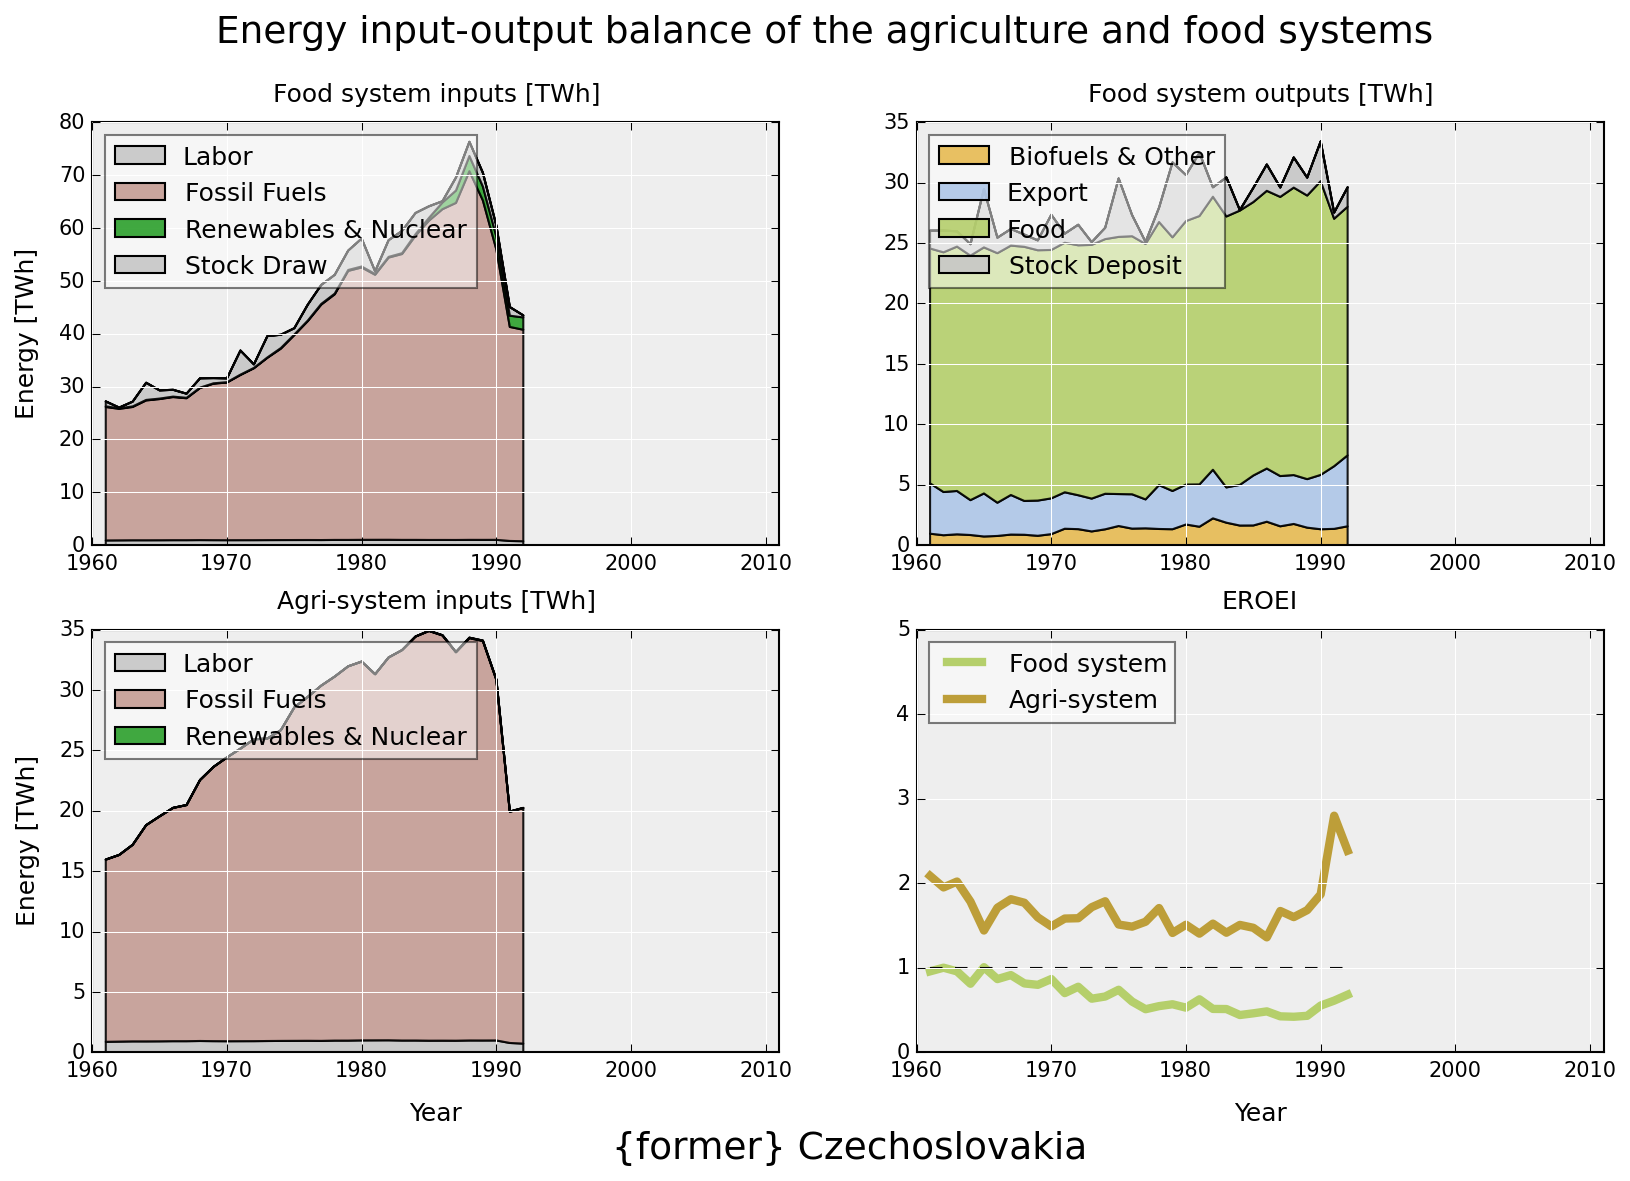 Energy input-output balance of the agriculture and food systems
Food system inputs [TWh]
80
70
60
50
40
30
20
10
0
Energy [TWh]
Labor
Fossil Fuels
Renewables & Nuclear
Stock Draw
1960 1970 1980 1990 2000 2010
Food system outputs [TWh]
35
30
25
20
15
10
5
0
Biofuels & Other
Export
Food
Stock Deposit
1960 1970 1980 1990 2000 2010
Agri-system inputs [TWh]
35
30
25
20
15
10
5
0
Energy [TWh]
Labor
Fossil Fuels
Renewables & Nuclear
1960 1970 1980 1990 2000 2010
Year
EROEI
5
4
3
2
1
0
Food system
Agri-system
1960 1970 1980 1990 2000 2010
Year
{former} Czechoslovakia